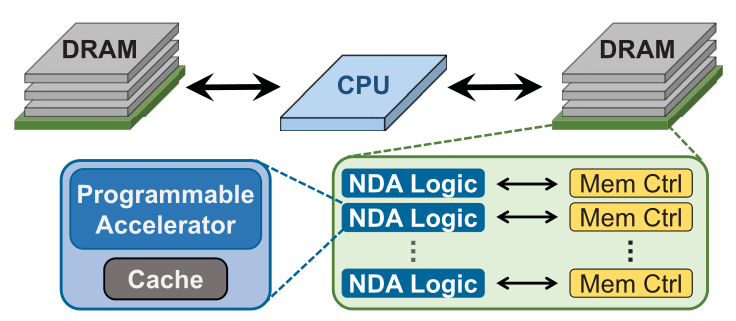 DRAM
CPU
DRAM
Programmable
Accelerator
Cache
NDA Logic
Mem Ctrl
NDA Logic
Mem Ctrl
NDA Logic
Mem Ctrl